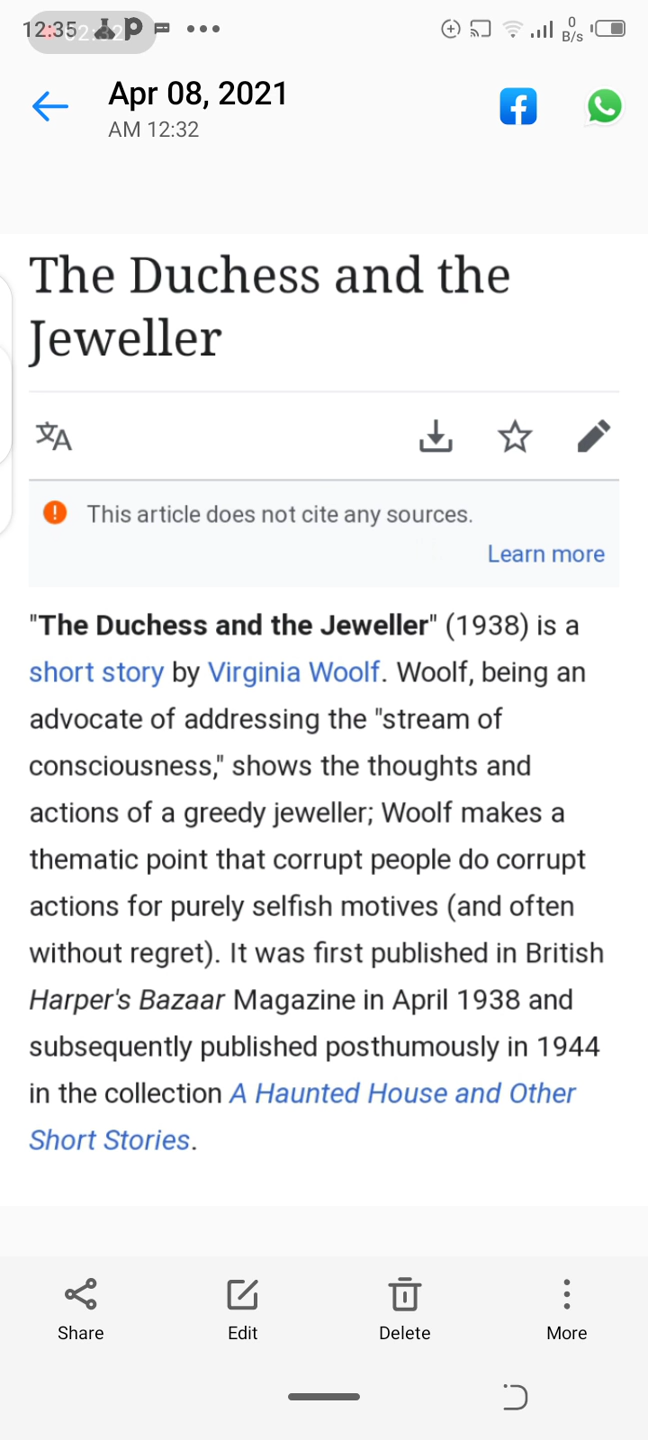 12:35
02:32
0
B/s
Apr 08, 2021
AM 12:32
The Duchess and the
Jeweller
文A
This article does not cite any sources.
Learn more
"The Duchess and the Jeweller" (1938) is a
short story by Virginia Woolf. Woolf, being an
advocate of addressing the "stream of
consciousness," shows the thoughts and
actions of a greedy jeweller; Woolf makes a
thematic point that corrupt people do corrupt
actions for purely selfish motives (and often
without regret). It was first published in British
Harper's Bazaar Magazine in April 1938 and
subsequently published posthumously in 1944
in the collection A Haunted House and Other
Short Stories.
Share
Edit
Delete
More